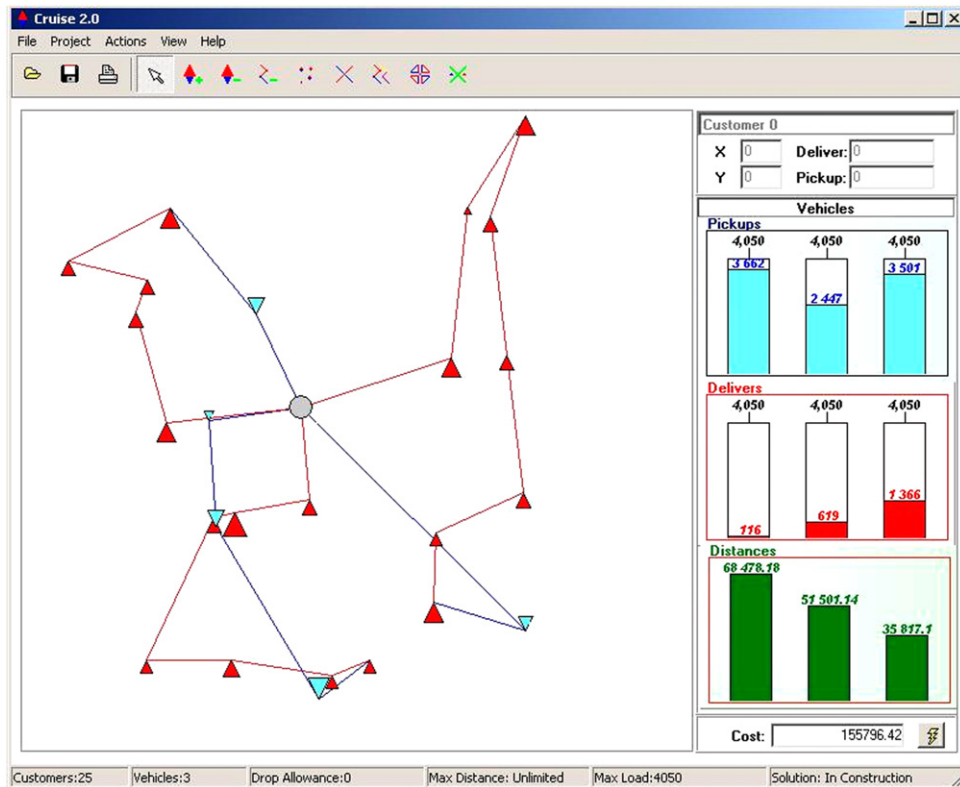 Cruise 2.0
File Project Actions View Help
Customer 0
X 0 Deliver: 0
Y 0 Pickup: 0
Vehicles
Pickups
4,050 4,050 4,050
3 662 2 447 3 501
Delivers
4,050 4,050 4,050
116 619 1 366
Distances
68 478.18 51 501.14 35 817.1
Cost: 155796.42
Customers:25 Vehicles:3 Drop Allowance:0 Max Distance: Unlimited Max Load:4050 Solution: In Construction